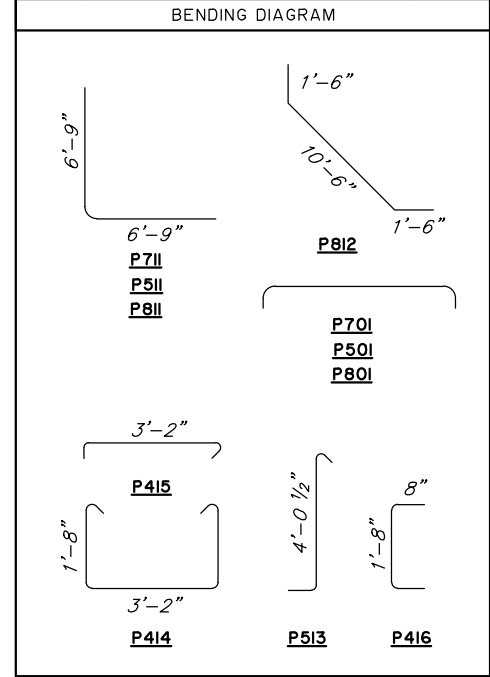 BENDING DIAGRAM
6'-9"
6'-9"
P711
P511
P811
1'-6"
10'-6"
1'-6"
P812
P701
P501
P801
3'-2"
P415
1'-8"
3'-2"
P414
4'-0 1/2"
P513
8"
1'-8"
P416